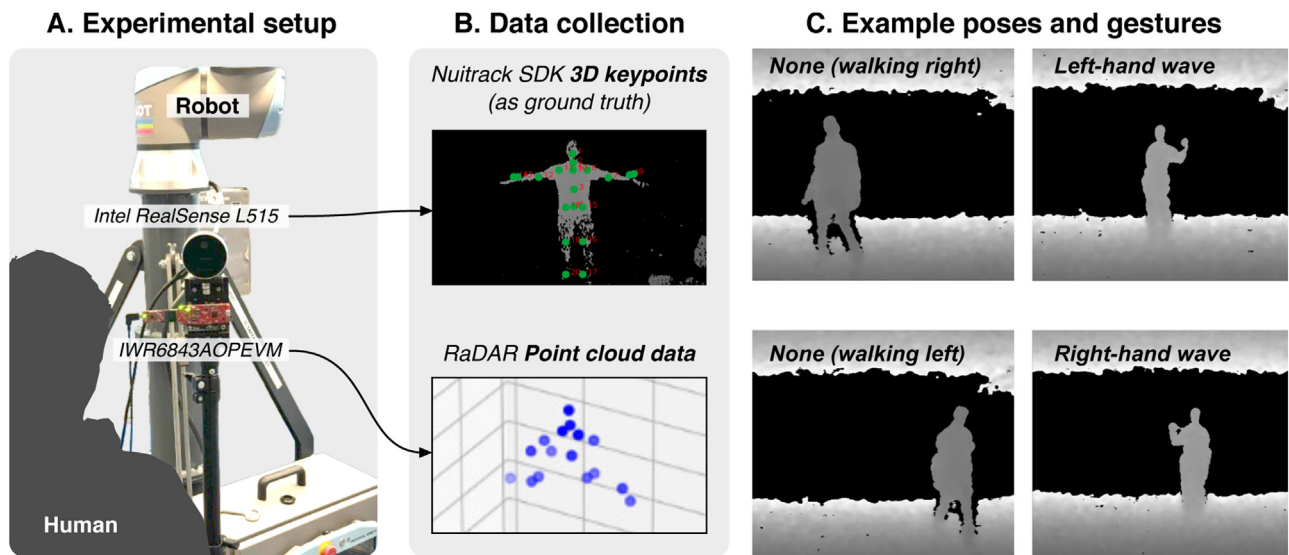 A. Experimental setup
Robot
Intel RealSense L515
IWR6843AOPEVM
Human
B. Data collection
Nuitrack SDK 3D keypoints
(as ground truth)
RaDAR Point cloud data
C. Example poses and gestures
None (walking right)
Left-hand wave
None (walking left)
Right-hand wave